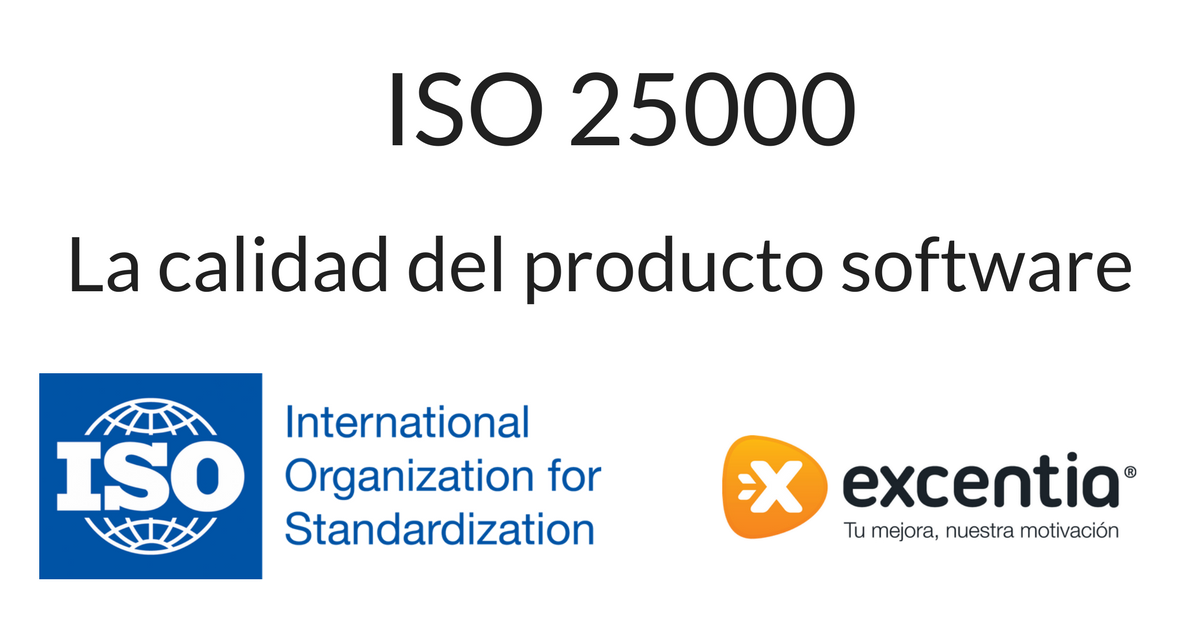 ISO 25000
La calidad del producto software
ISO
International
Organization for
Standardization
excentia®
Tu mejora, nuestra motivación